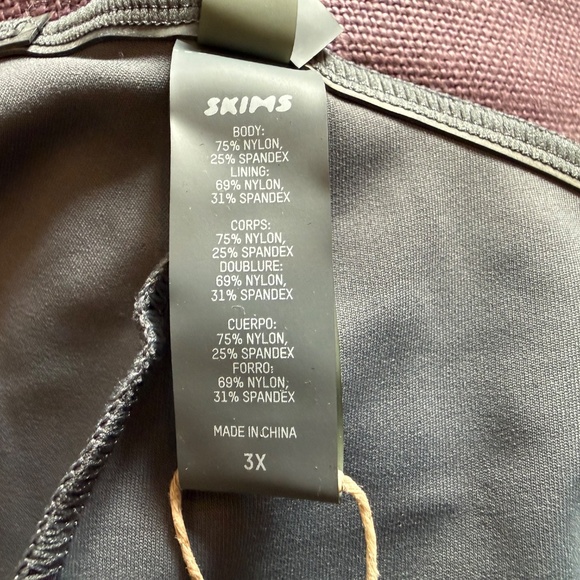 SKIMS
BODY:
75% NYLON,
25% SPANDEX
LINING:
69% NYLON,
31% SPANDEX
CORPS:
75% NYLON,
25% SPANDEX
DOUBLURE:
69% NYLON,
31% SPANDEX
CUERPO:
75% NYLON,
25% SPANDEX
FORRO:
69% NYLON,
31% SPANDEX
MADE IN CHINA
3X